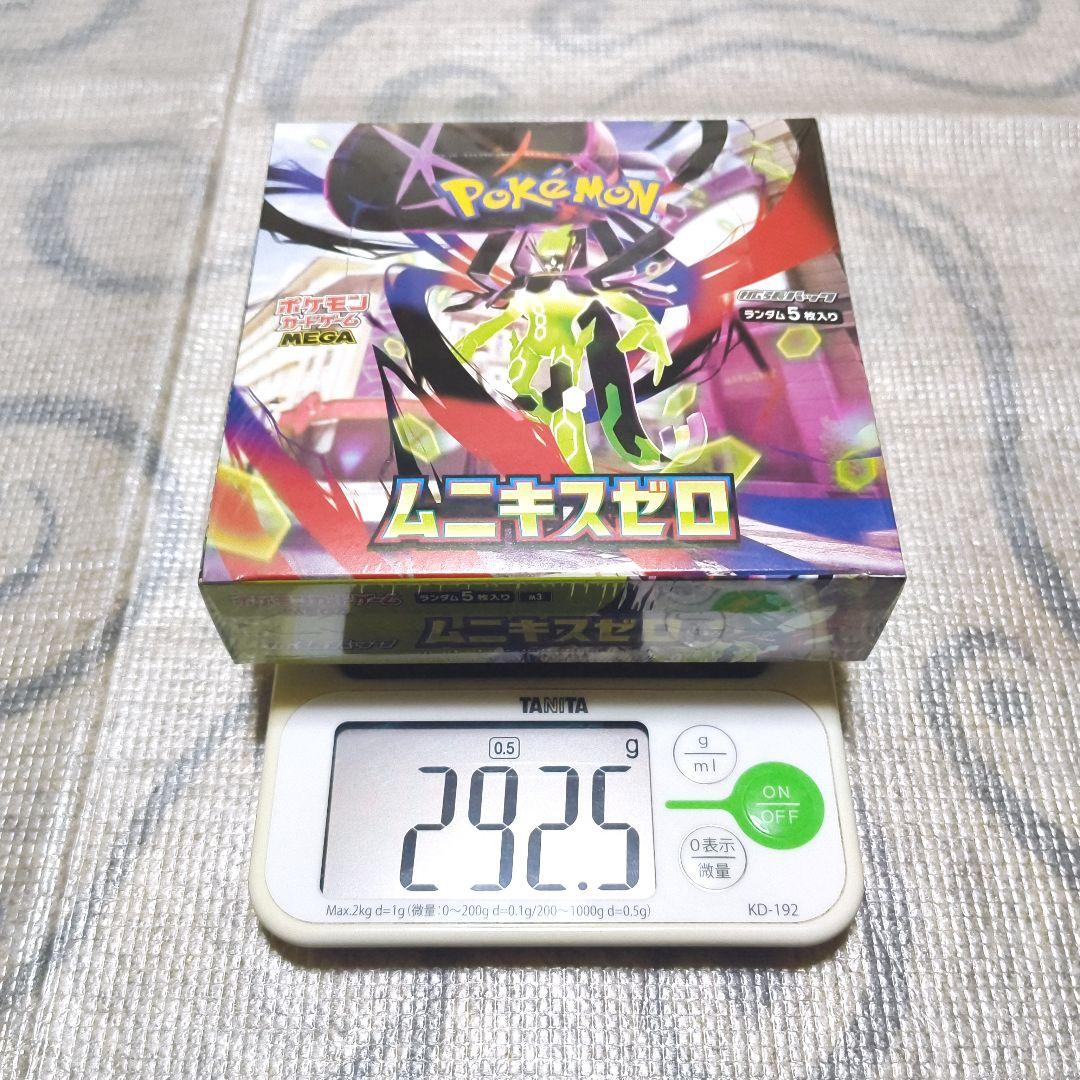 POKéMON
ポケモン
カードゲーム
MEGA
拡張パック
ランダム5枚入り
ムニキスゼロ
ランダム5枚入り m3
ムニキスゼロ
TANITA
0.5 g
292.5
g
ml
ON
OFF
0表示
微量
Max.2kg d=1g(微量:0~200g d=0.1g/200~1000g d=0.5g)
KD-192